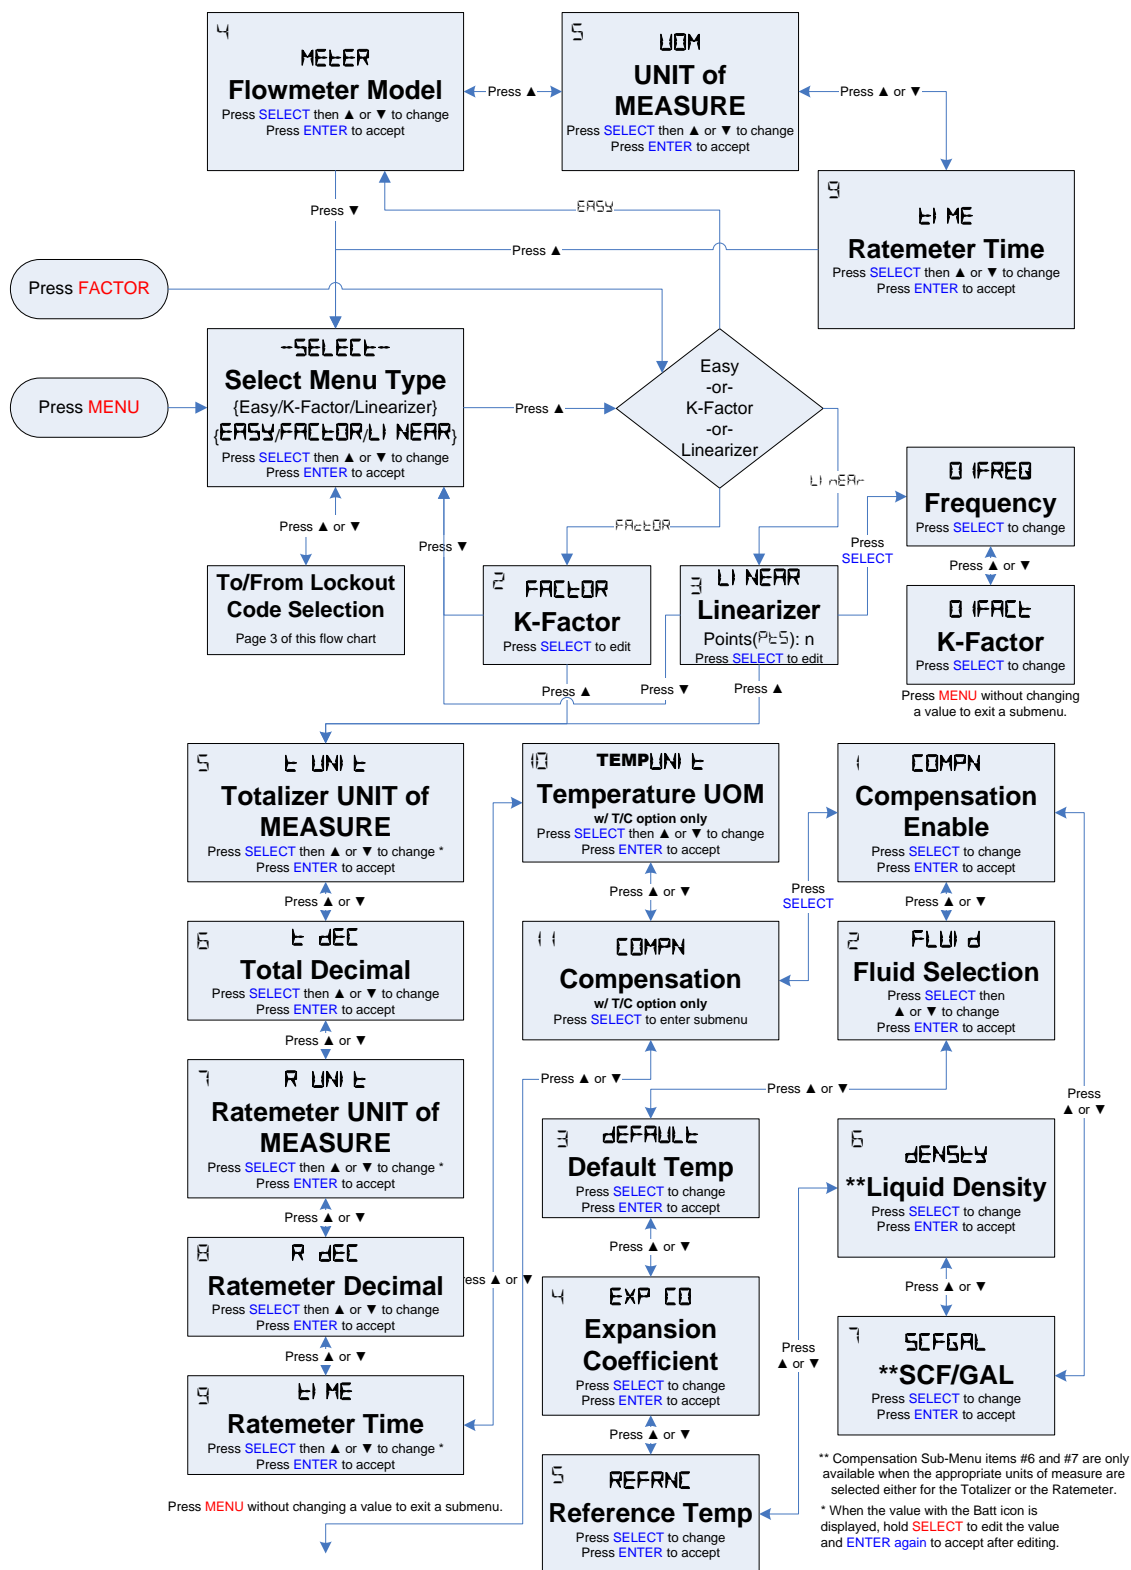 4
METER
Flowmeter Model
Press SELECT then ▲ or ▼ to change
Press ENTER to accept
Press ▲
5
UOM
UNIT of
MEASURE
Press SELECT then ▲ or ▼ to change
Press ENTER to accept
Press ▲ or ▼
9
tIME
Ratemeter Time
Press SELECT then ▲ or ▼ to change
Press ENTER to accept
Press ▼
EASY
Press ▲
Press FACTOR
Press MENU
--SELECt--
Select Menu Type
{Easy/K-Factor/Linearizer}
{EASY/FACtOR/LINEAR}
Press SELECT then ▲ or ▼ to change
Press ENTER to accept
Press ▲
Easy
-or-
K-Factor
-or-
Linearizer
LInEAr
FActOR
Press ▲ or ▼
Press ▼
To/From Lockout
Code Selection
Page 3 of this flow chart
2
FACtOR
K-Factor
Press SELECT to edit
3
LINEAR
Linearizer
Points(PtS): n
Press SELECT to edit
Press
SELECT
01FREQ
Frequency
Press SELECT to change
Press ▲ or ▼
01FACt
K-Factor
Press SELECT to change
Press MENU without changing
a value to exit a submenu.
Press ▲
Press ▼
Press ▲
5
t UNIt
Totalizer UNIT of
MEASURE
Press SELECT then ▲ or ▼ to change *
Press ENTER to accept
Press ▲ or ▼
6
t dEC
Total Decimal
Press SELECT then ▲ or ▼ to change
Press ENTER to accept
Press ▲ or ▼
7
R UNIt
Ratemeter UNIT of
MEASURE
Press SELECT then ▲ or ▼ to change *
Press ENTER to accept
Press ▲ or ▼
8
R dEC
Ratemeter Decimal
Press SELECT then ▲ or ▼ to change
Press ENTER to accept
Press ▲ or ▼
9
tIME
Ratemeter Time
Press SELECT then ▲ or ▼ to change *
Press ENTER to accept
Press MENU without changing a value to exit a submenu.
ress ▲ or ▼
10
TEMPUNIt
Temperature UOM
w/ T/C option only
Press SELECT then ▲ or ▼ to change
Press ENTER to accept
Press ▲ or ▼
11
COMPN
Compensation
w/ T/C option only
Press SELECT to enter submenu
Press ▲ or ▼
Press
SELECT
1
COMPN
Compensation
Enable
Press SELECT to change
Press ENTER to accept
Press ▲ or ▼
2
FLUId
Fluid Selection
Press SELECT then
▲ or ▼ to change
Press ENTER to accept
Press ▲ or ▼
3
dEFAULt
Default Temp
Press SELECT to change
Press ENTER to accept
Press ▲ or ▼
4
EXP CO
Expansion
Coefficient
Press SELECT to change
Press ENTER to accept
Press ▲ or ▼
5
REFRNC
Reference Temp
Press SELECT to change
Press ENTER to accept
Press
▲ or ▼
6
dENStY
**Liquid Density
Press SELECT to change
Press ENTER to accept
Press ▲ or ▼
7
SCFGAL
**SCF/GAL
Press SELECT to change
Press ENTER to accept
Press
▲ or ▼
** Compensation Sub-Menu items #6 and #7 are only
available when the appropriate units of measure are
selected either for the Totalizer or the Ratemeter.
* When the value with the Batt icon is
displayed, hold SELECT to edit the value
and ENTER again to accept after editing.